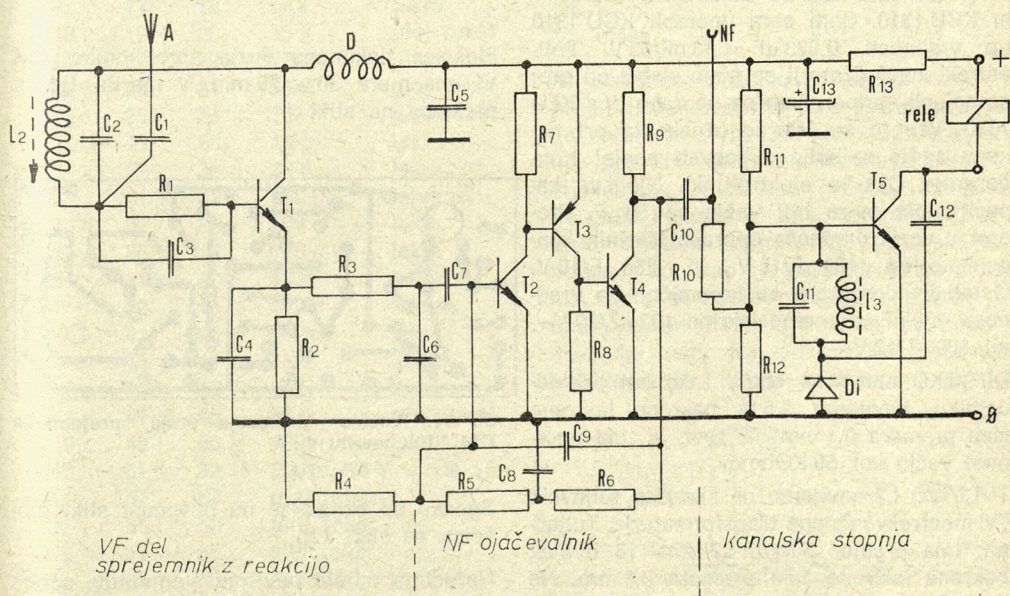 A
NF
+
D
C5
C13
+
R13
rele
L2
C2
C1
R7
R9
R11
R1
T1
T5
C12
C3
C10
T3
R3
C7
T2
T4
R10
C11
L3
C4
R2
C6
R8
R12
Di
0
C9
C8
R4
R5
R6
VF del
sprejemnik z reakcijo
NF ojačevalnik
kanalska stopnja